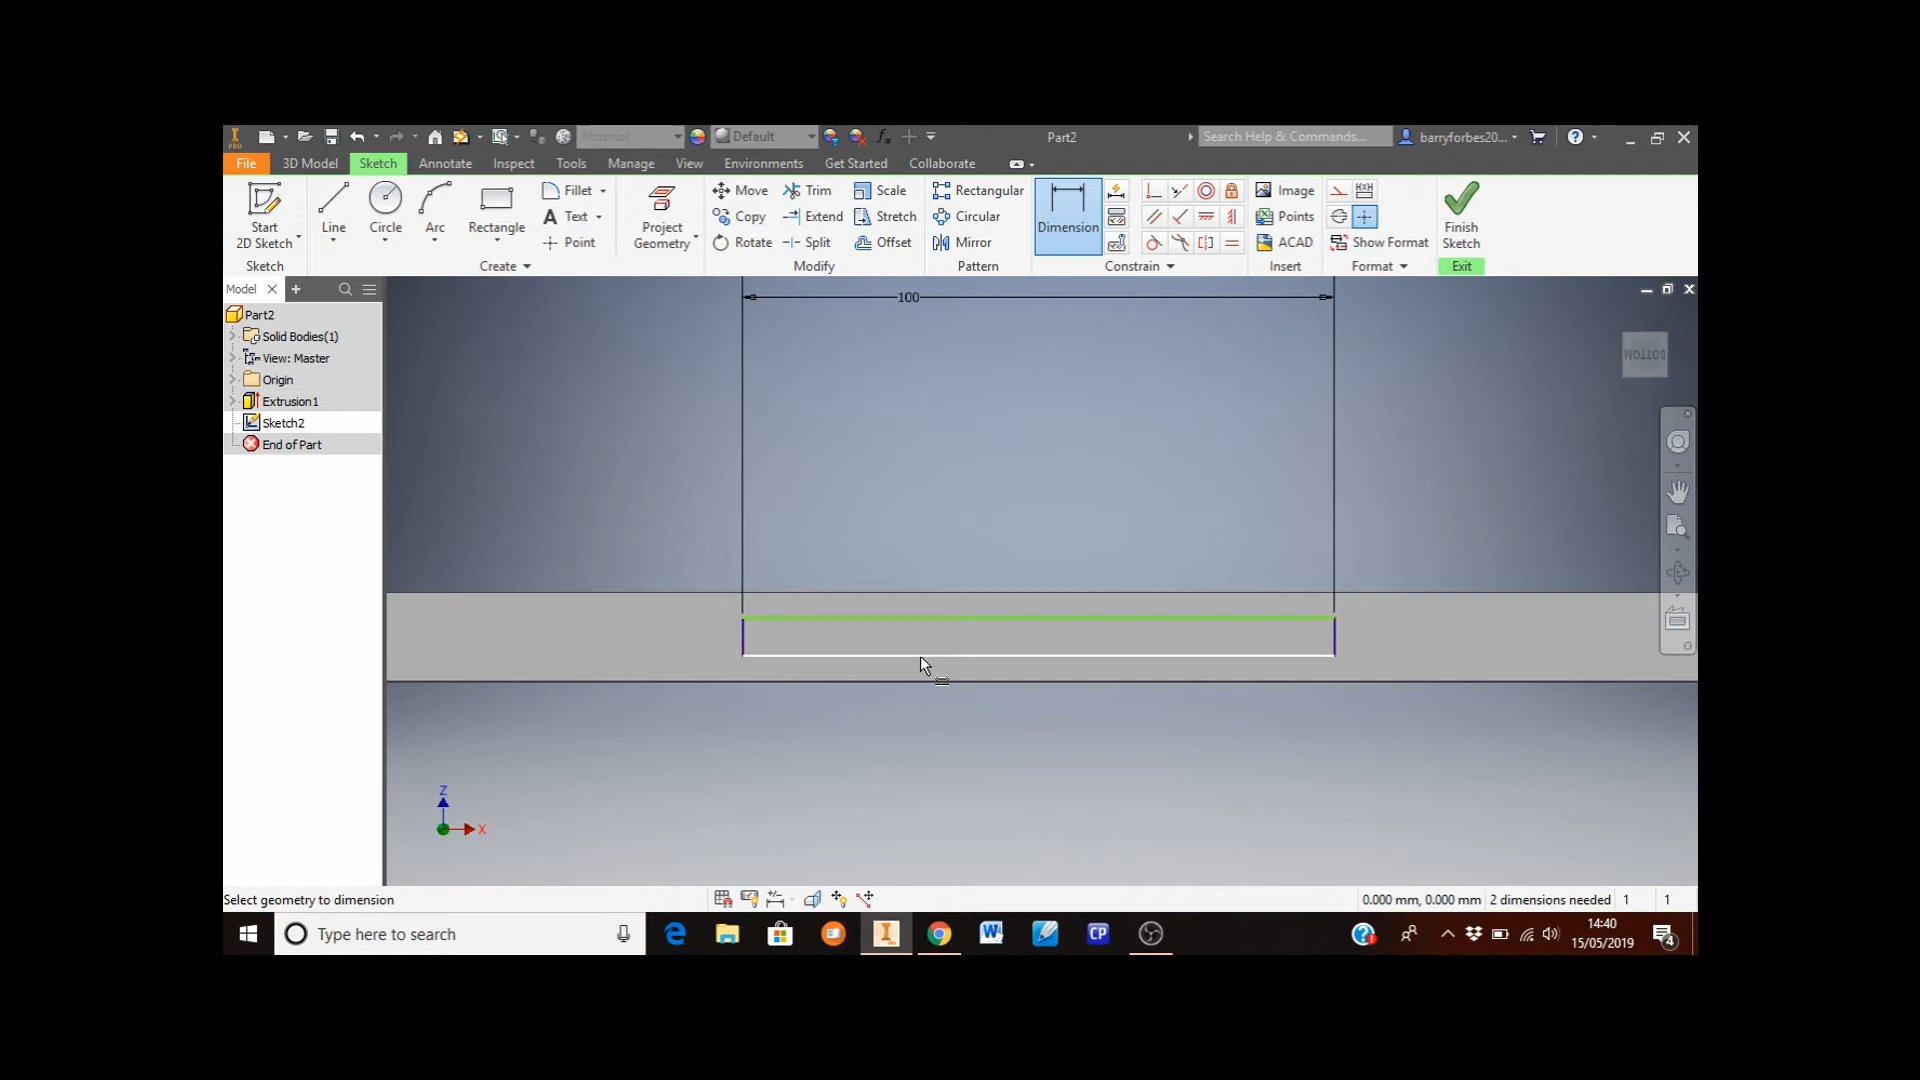 PRO
Material
Default
Part2
Search Help & Commands...
barryforbes20...
File 3D Model Sketch Annotate Inspect Tools Manage View Environments Get Started Collaborate
Start
2D Sketch
Line
Circle
Arc
Rectangle
Fillet
Text
Point
Project
Geometry
Move
Copy
Rotate
Trim
Extend
Split
Scale
Stretch
Offset
Rectangular
Circular
Mirror
Dimension
Image
Points
ACAD
Show Format
Finish
Sketch
Sketch Create Modify Pattern Constrain Insert Format Exit
Model
Part2
Solid Bodies(1)
View: Master
Origin
Extrusion1
Sketch2
End of Part
100
BOTTOM
Z
X
Select geometry to dimension
0.000 mm, 0.000 mm 2 dimensions needed 1 1
Type here to search
CP
14:40
15/05/2019
4